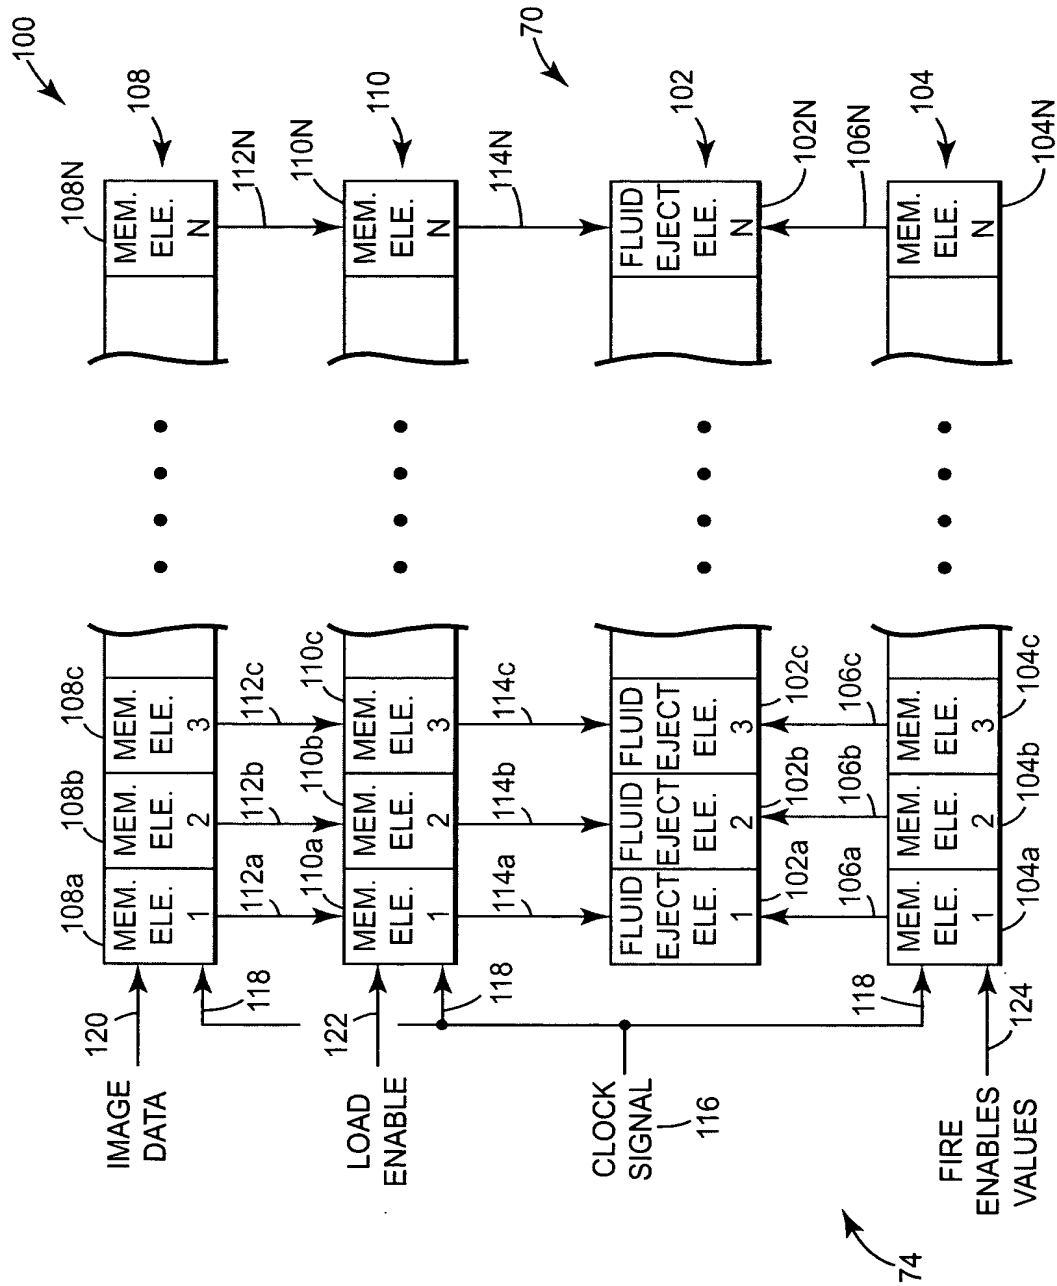 100
108a
108b
108c
108N
108
IMAGE
DATA
120
118
MEM.
ELE.
1
MEM.
ELE.
2
MEM.
ELE.
3
MEM.
ELE.
N
112a
112b
112c
112N
110a
110b
110c
110N
110
LOAD
ENABLE
122
118
MEM.
ELE.
1
MEM.
ELE.
2
MEM.
ELE.
3
MEM.
ELE.
N
114a
114b
114c
114N
70
CLOCK
SIGNAL
116
FLUID
EJECT
ELE.
1
FLUID
EJECT
ELE.
2
FLUID
EJECT
ELE.
3
FLUID
EJECT
ELE.
N
102
102a
102b
102c
102N
106a
106b
106c
106N
118
MEM.
ELE.
1
MEM.
ELE.
2
MEM.
ELE.
3
MEM.
ELE.
N
104
FIRE
ENABLES
VALUES
124
104a
104b
104c
104N
74